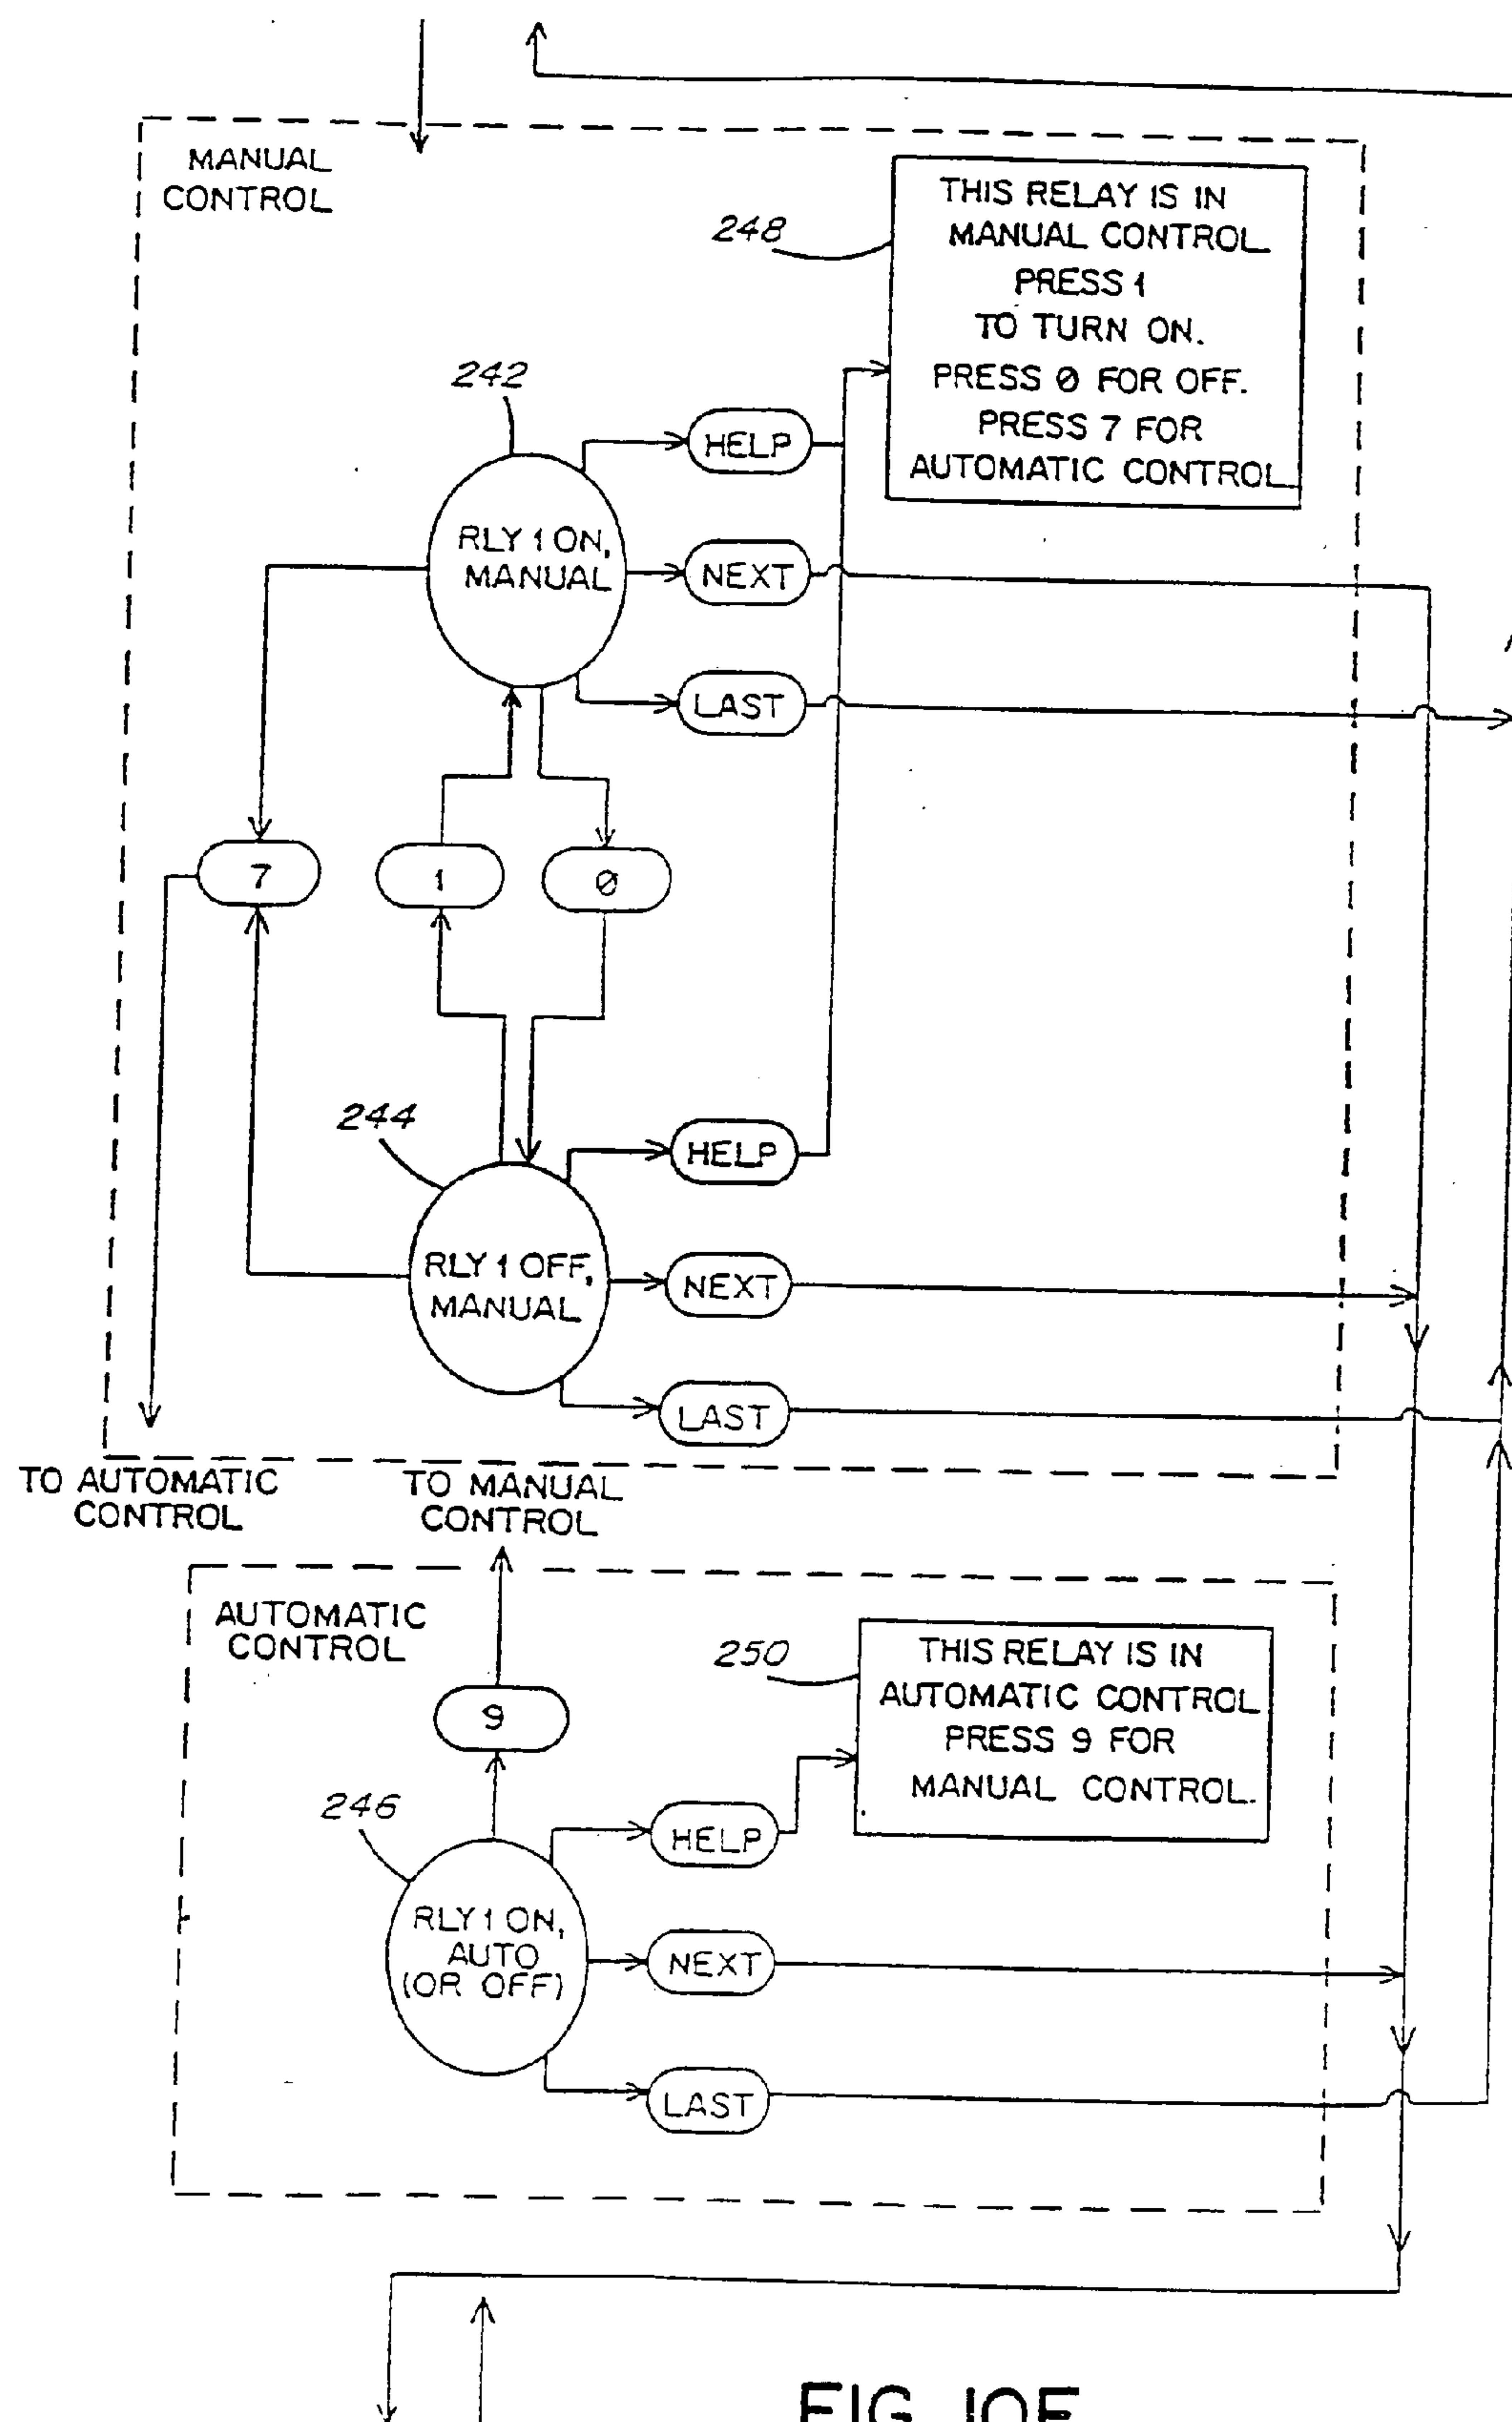 MANUAL
CONTROL
248
THIS RELAY IS IN
MANUAL CONTROL
PRESS 1
TO TURN ON.
PRESS 0 FOR OFF.
PRESS 7 FOR
AUTOMATIC CONTROL
242
RLY 1 ON,
MANUAL
HELP
NEXT
LAST
7
1
0
244
RLY 1 OFF,
MANUAL
HELP
NEXT
LAST
TO AUTOMATIC
CONTROL
TO MANUAL
CONTROL
AUTOMATIC
CONTROL
9
250
THIS RELAY IS IN
AUTOMATIC CONTROL
PRESS 9 FOR
MANUAL CONTROL.
246
RLY 1 ON,
AUTO
(OR OFF)
HELP
NEXT
LAST